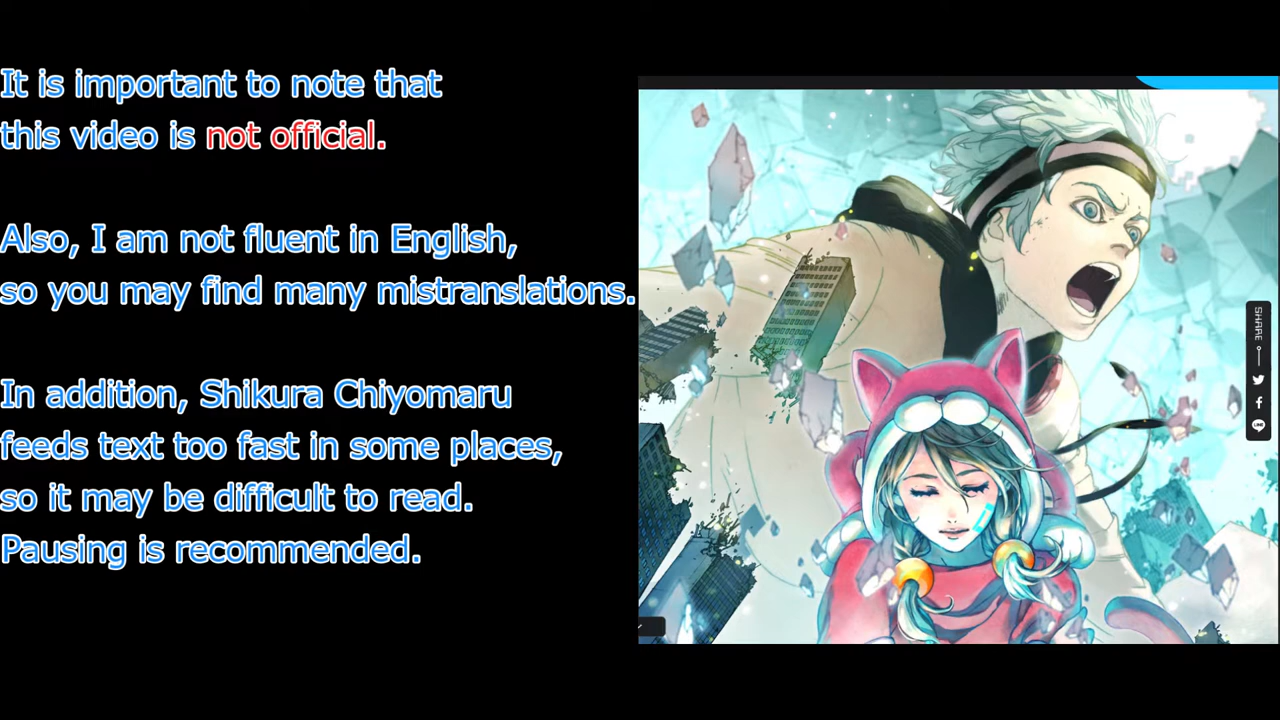 It is important to note that
this video is not official.
Also, I am not fluent in English,
so you may find many mistranslations.
In addition, Shikura Chiyomaru
feeds text too fast in some places,
so it may be difficult to read.
Pausing is recommended.
SHARE
LINE